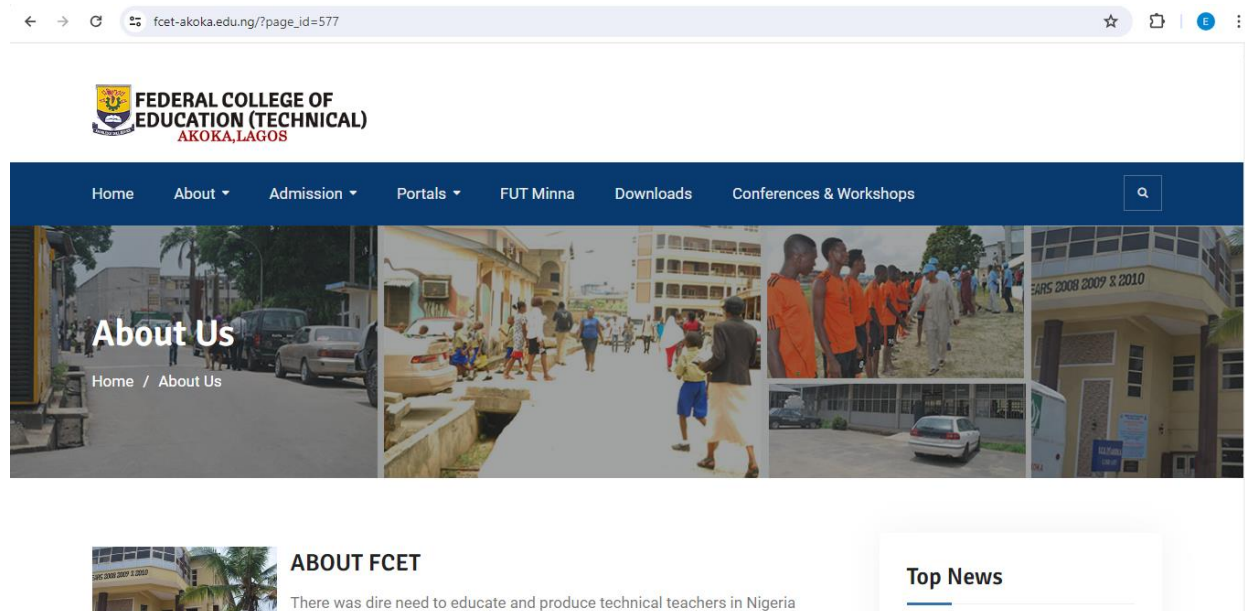 fcet-akoka.edu.ng/?page_id=577
E
FEDERAL COLLEGE OF
EDUCATION (TECHNICAL)
AKOKA,LAGOS
Home About Admission Portals FUT Minna Downloads Conferences & Workshops
EARS 2008 2009 & 2010
About Us
Home / About Us
ABOUT FCET
Top News
There was dire need to educate and produce technical teachers in Nigeria